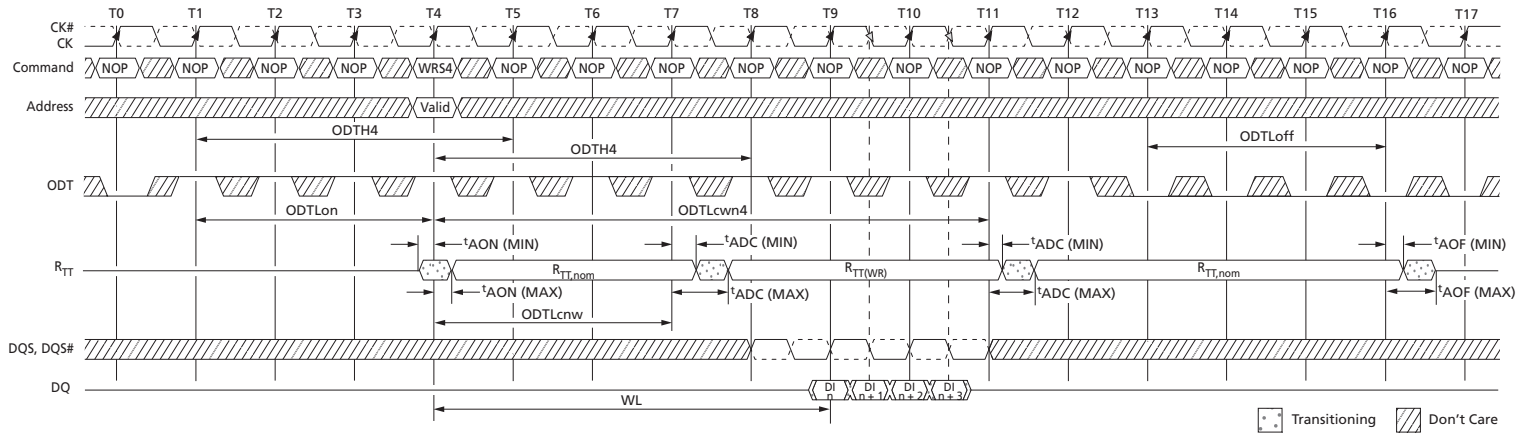 T0 T1 T2 T3 T4 T5 T6 T7 T8 T9 T10 T11 T12 T13 T14 T15 T16 T17
CK#
CK
Command NOP NOP NOP NOP WRS4 NOP NOP NOP NOP NOP NOP NOP NOP NOP NOP NOP NOP NOP
Address Valid
ODTH4 ODTLoff
ODTH4
ODT
ODTLon ODTLcwn4
tAON (MIN) tADC (MIN) tADC (MIN) tAOF (MIN)
RTT RTT,nom RTT(WR) RTT,nom
tAON (MAX) tADC (MAX) tADC (MAX) tAOF (MAX)
ODTLcnw
DQS, DQS#
DQ DI n DI n + 1 DI n + 2 DI n + 3
WL
Transitioning Don't Care